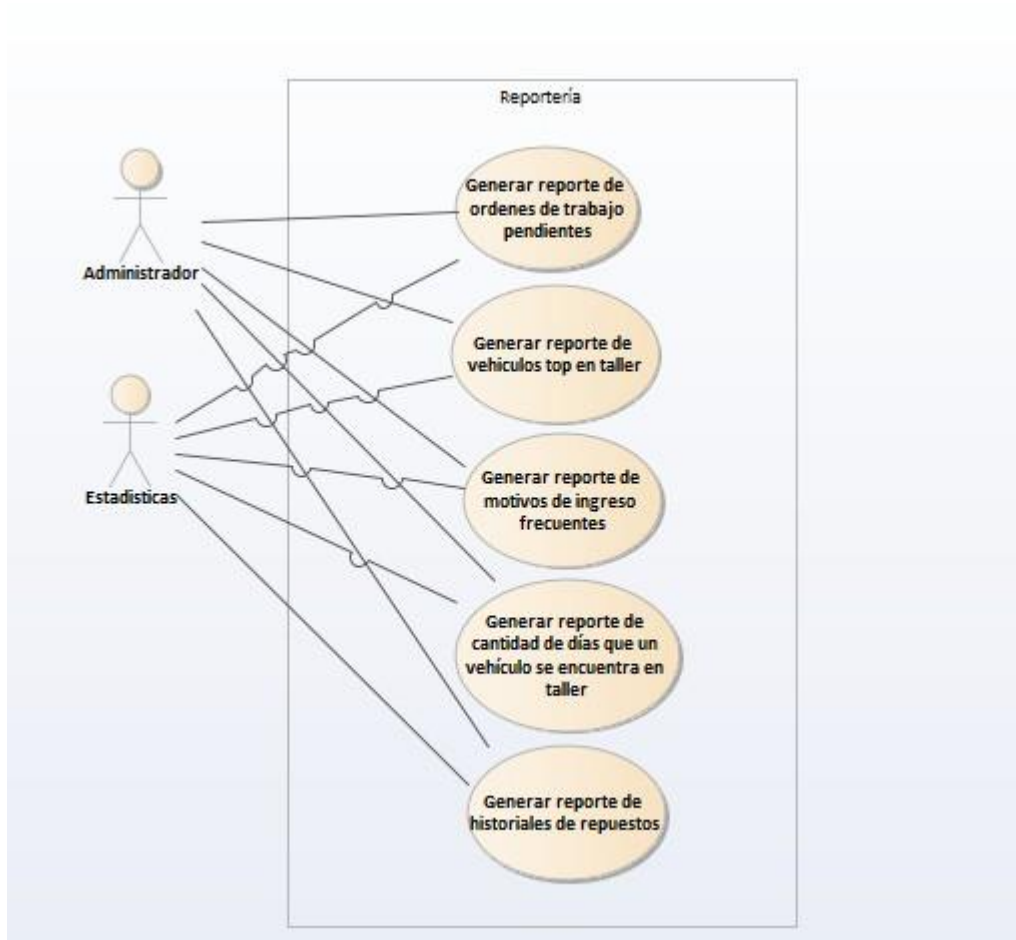 Reportería
Generar reporte de
ordenes de trabajo
pendientes
Administrador
Generar reporte de
vehiculos top en taller
Generar reporte de
motivos de ingreso
frecuentes
Estadisticas
Generar reporte de
cantidad de días que un
vehículo se encuentra en
taller
Generar reporte de
historiales de repuestos